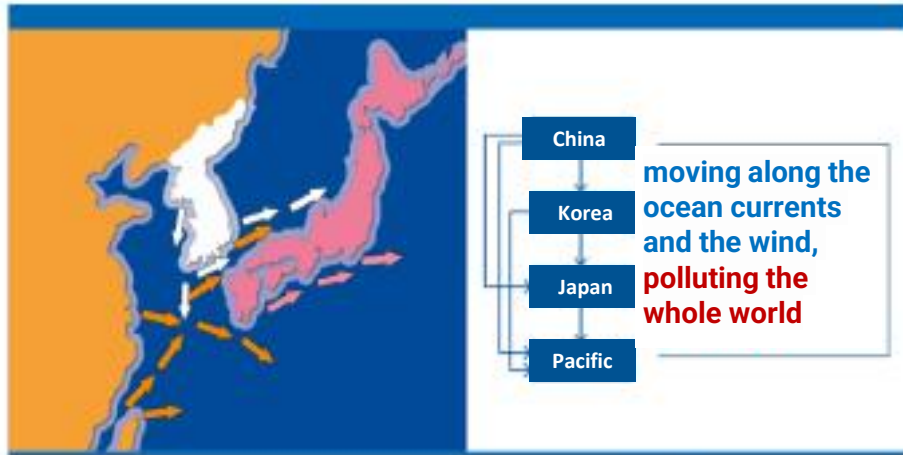 China
Korea
Japan
Pacific
moving along the
ocean currents
and the wind,
polluting the
whole world